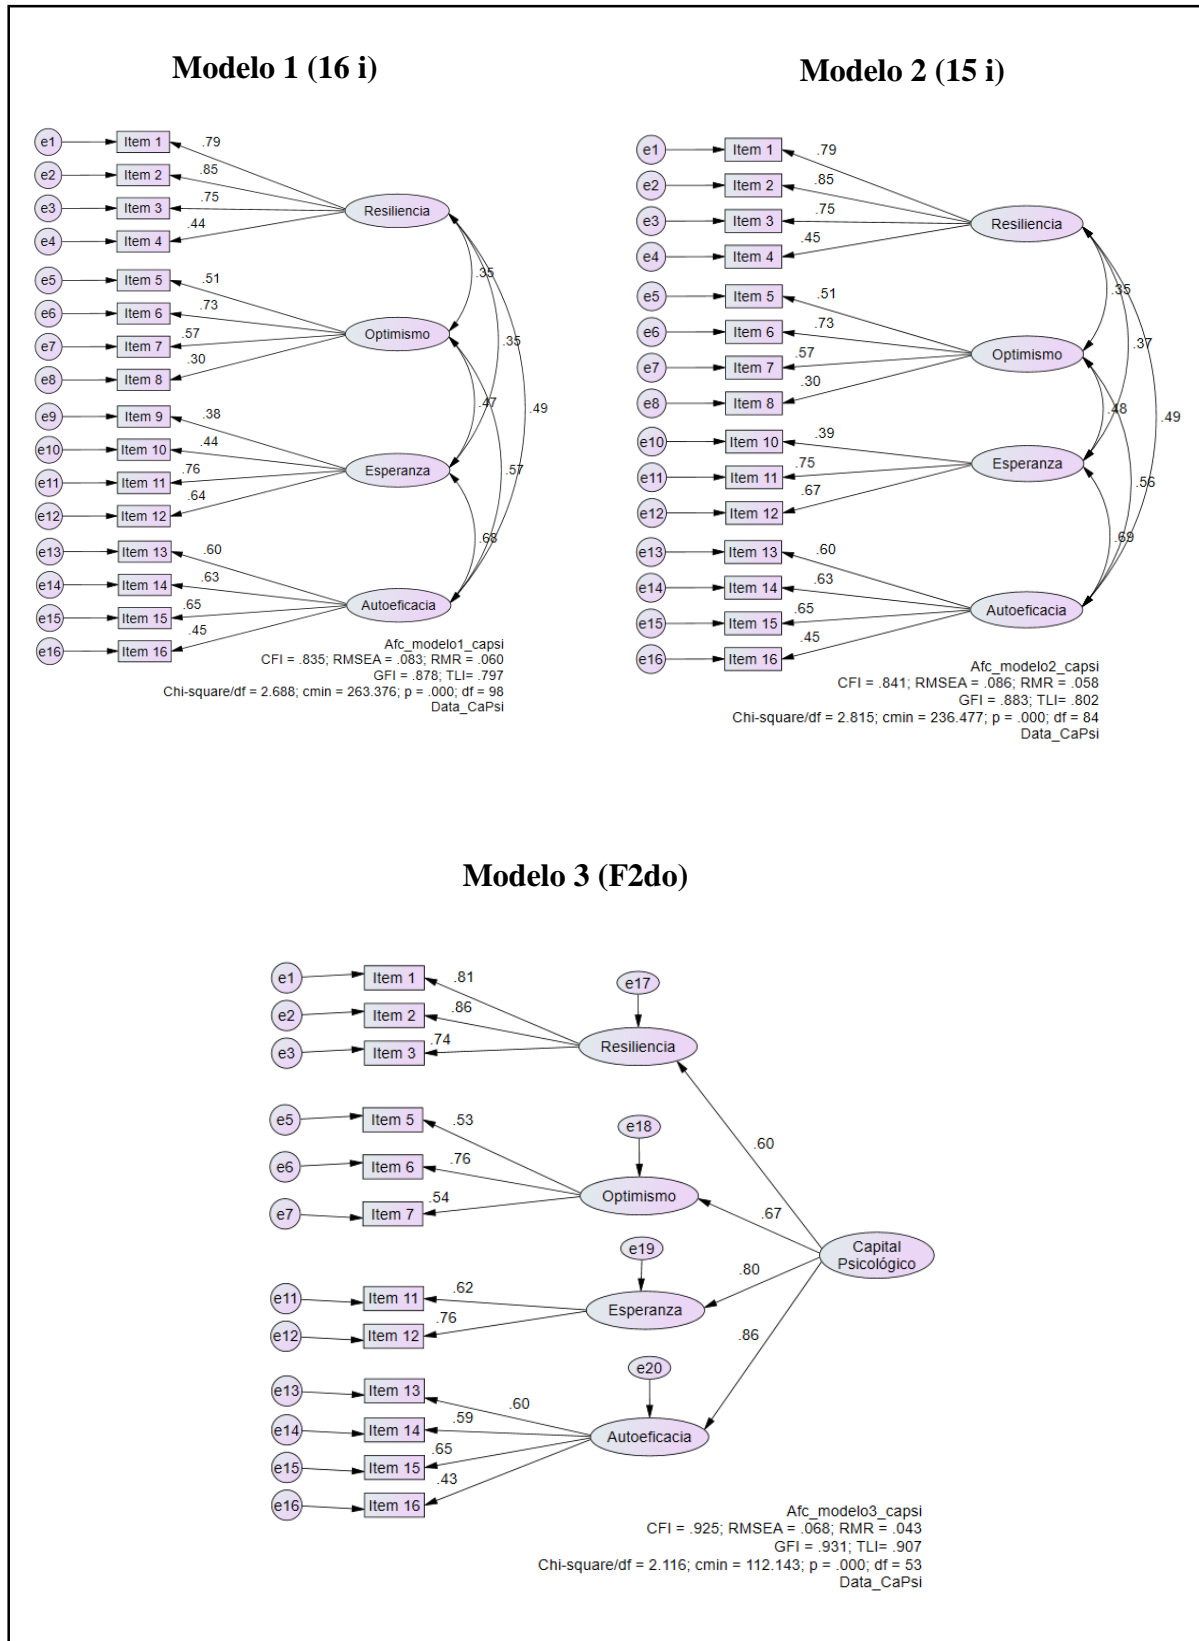 Modelo 1 (16 i)
e1 Item 1 .79
e2 Item 2 .85
e3 Item 3 .75
e4 Item 4 .44
Resiliencia
e5 Item 5 .51
e6 Item 6 .73
e7 Item 7 .57
e8 Item 8 .30
Optimismo
e9 Item 9 .38
e10 Item 10 .44
e11 Item 11 .76
e12 Item 12 .64
Esperanza
e13 Item 13 .60
e14 Item 14 .63
e15 Item 15 .65
e16 Item 16 .45
Autoeficacia
.35
.35
.47
.49
.57
.68
Afc_modelo1_capsi
CFI = .835; RMSEA = .083; RMR = .060
GFI = .878; TLI= .797
Chi-square/df = 2.688; cmin = 263.376; p = .000; df = 98
Data_CaPsi
Modelo 2 (15 i)
e1 Item 1 .79
e2 Item 2 .85
e3 Item 3 .75
e4 Item 4 .45
Resiliencia
e5 Item 5 .51
e6 Item 6 .73
e7 Item 7 .57
e8 Item 8 .30
Optimismo
e10 Item 10 .39
e11 Item 11 .75
e12 Item 12 .67
Esperanza
e13 Item 13 .60
e14 Item 14 .63
e15 Item 15 .65
e16 Item 16 .45
Autoeficacia
.35
.37
.48
.49
.56
.69
Afc_modelo2_capsi
CFI = .841; RMSEA = .086; RMR = .058
GFI = .883; TLI= .802
Chi-square/df = 2.815; cmin = 236.477; p = .000; df = 84
Data_CaPsi
Modelo 3 (F2do)
e1 Item 1 .81
e2 Item 2 .86
e3 Item 3 .74
e17
Resiliencia
e5 Item 5 .53
e6 Item 6 .76
e7 Item 7 .54
e18
Optimismo
e11 Item 11 .62
e12 Item 12 .76
e19
Esperanza
e13 Item 13 .60
e14 Item 14 .59
e15 Item 15 .65
e16 Item 16 .43
e20
Autoeficacia
.60
.67
.80
.86
Capital
Psicológico
Afc_modelo3_capsi
CFI = .925; RMSEA = .068; RMR = .043
GFI = .931; TLI= .907
Chi-square/df = 2.116; cmin = 112.143; p = .000; df = 53
Data_CaPsi